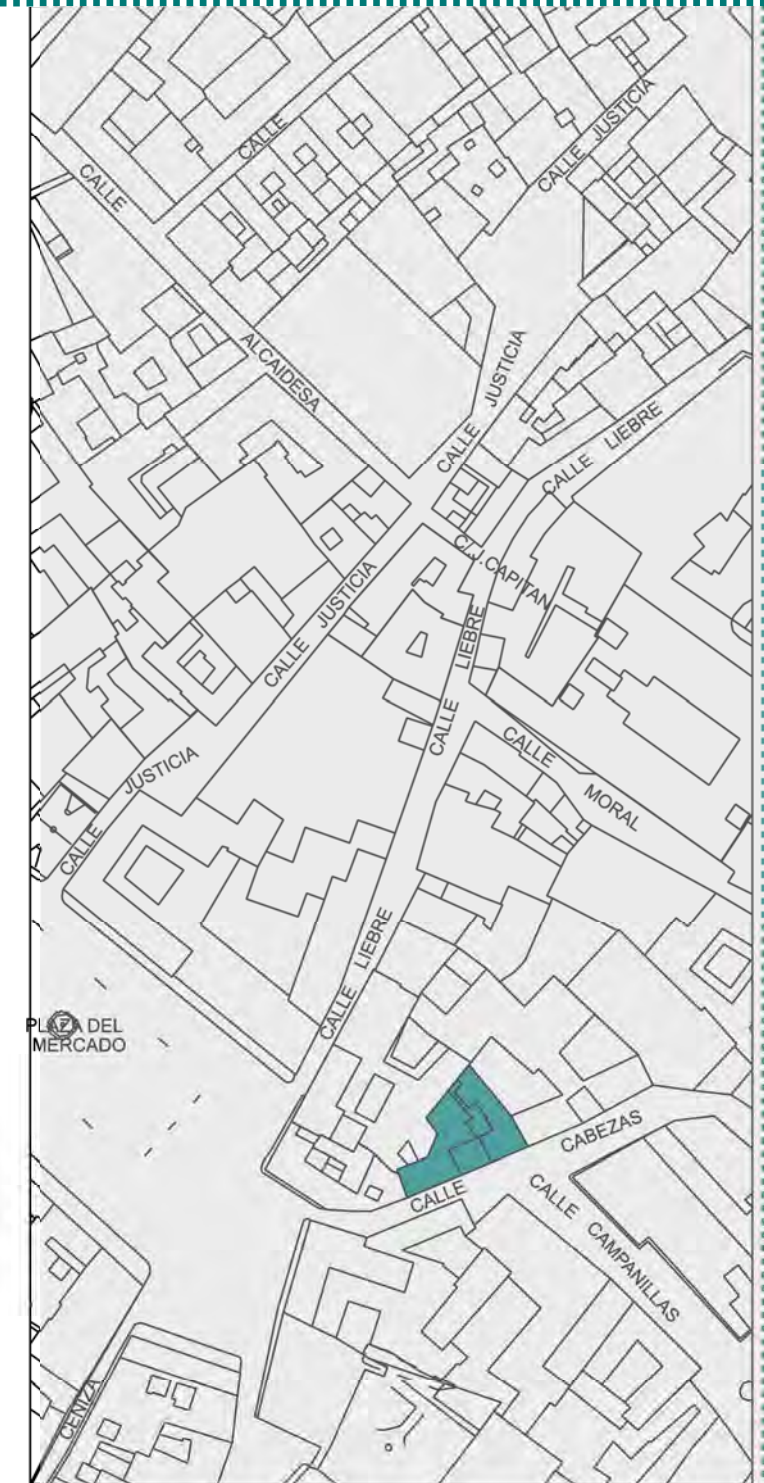 CALLE
CALLE JUSTICIA
CALLE
ALCAIDESA
CALLE JUSTICIA
CALLE LIEBRE
C/.J.CAPITAN
CALLE JUSTICIA
CALLE LIEBRE
CALLE
MORAL
CALLE JUSTICIA
CALLE LIEBRE
PLAZA DEL
MERCADO
CALLE CABEZAS
CALLE CAMPANILLAS
CENIZA